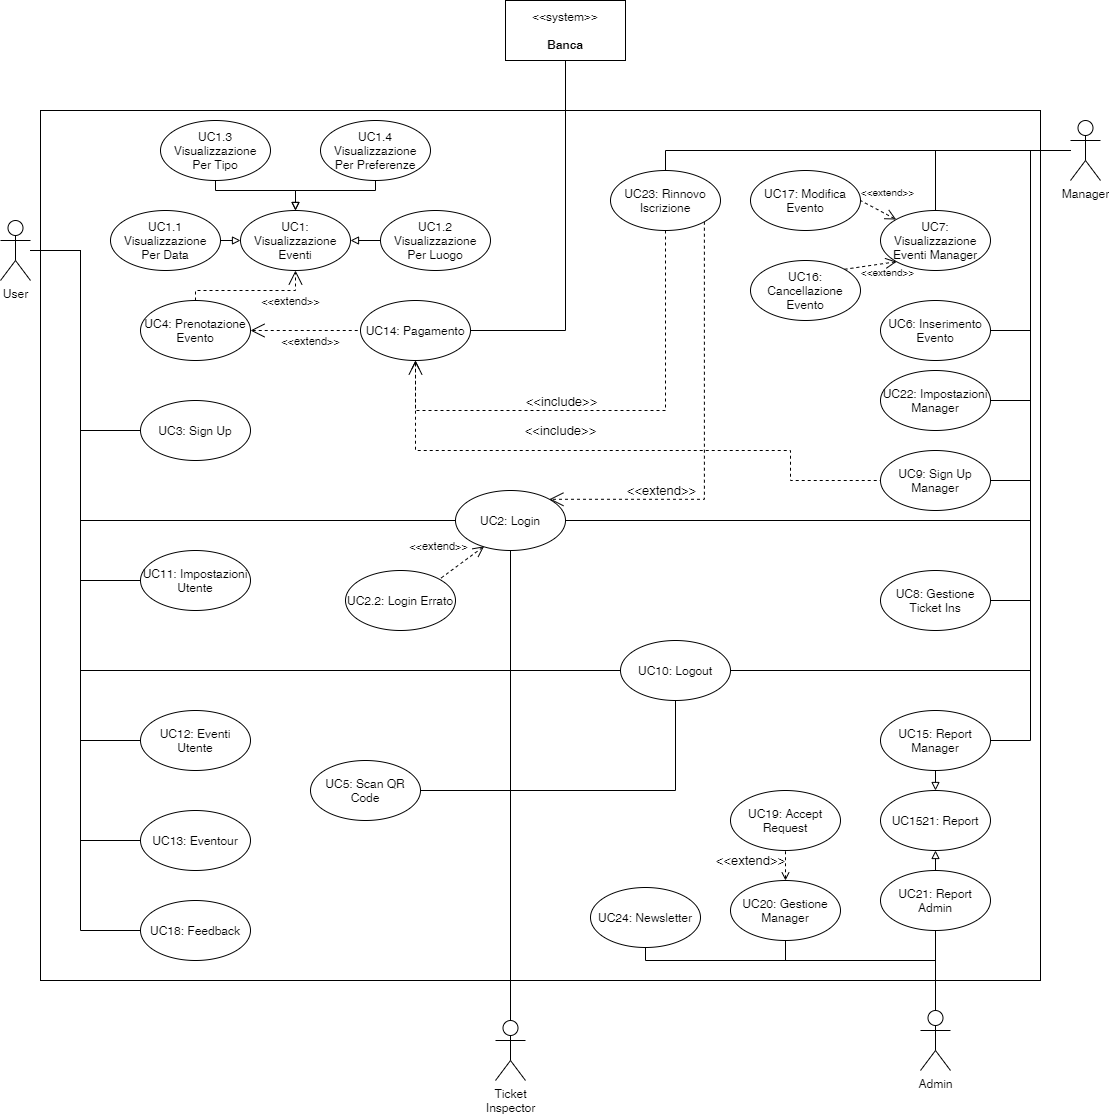 <<system>>
Banca
UC1.3
Visualizzazione
Per Tipo
UC1.4
Visualizzazione
Per Preferenze
Manager
UC23: Rinnovo
Iscrizione
UC17: Modifica
Evento
<<extend>>
UC1.1
Visualizzazione
Per Data
UC1:
Visualizzazione
Eventi
UC1.2
Visualizzazione
Per Luogo
UC7:
Visualizzazione
Eventi Manager
User
<<extend>>
UC16:
Cancellazione
Evento
<<extend>>
UC4: Prenotazione
Evento
<<extend>>
UC14: Pagamento
UC6: Inserimento
Evento
<<include>>
UC22: Impostazioni
Manager
UC3: Sign Up
<<include>>
UC9: Sign Up
Manager
<<extend>>
UC2: Login
<<extend>>
UC11: Impostazioni
Utente
UC2.2: Login Errato
UC8: Gestione
Ticket Ins
UC10: Logout
UC12: Eventi
Utente
UC15: Report
Manager
UC5: Scan QR
Code
UC19: Accept
Request
UC1521: Report
UC13: Eventour
<<extend>>
UC21: Report
Admin
UC20: Gestione
Manager
UC24: Newsletter
UC18: Feedback
Admin
Ticket
Inspector